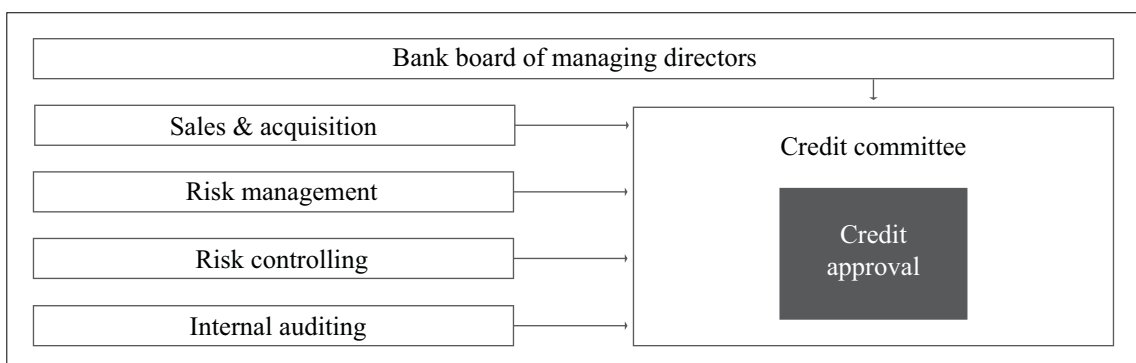 Bank board of managing directors
Sales & acquisition
Risk management
Risk controlling
Internal auditing
Credit committee
Credit
approval